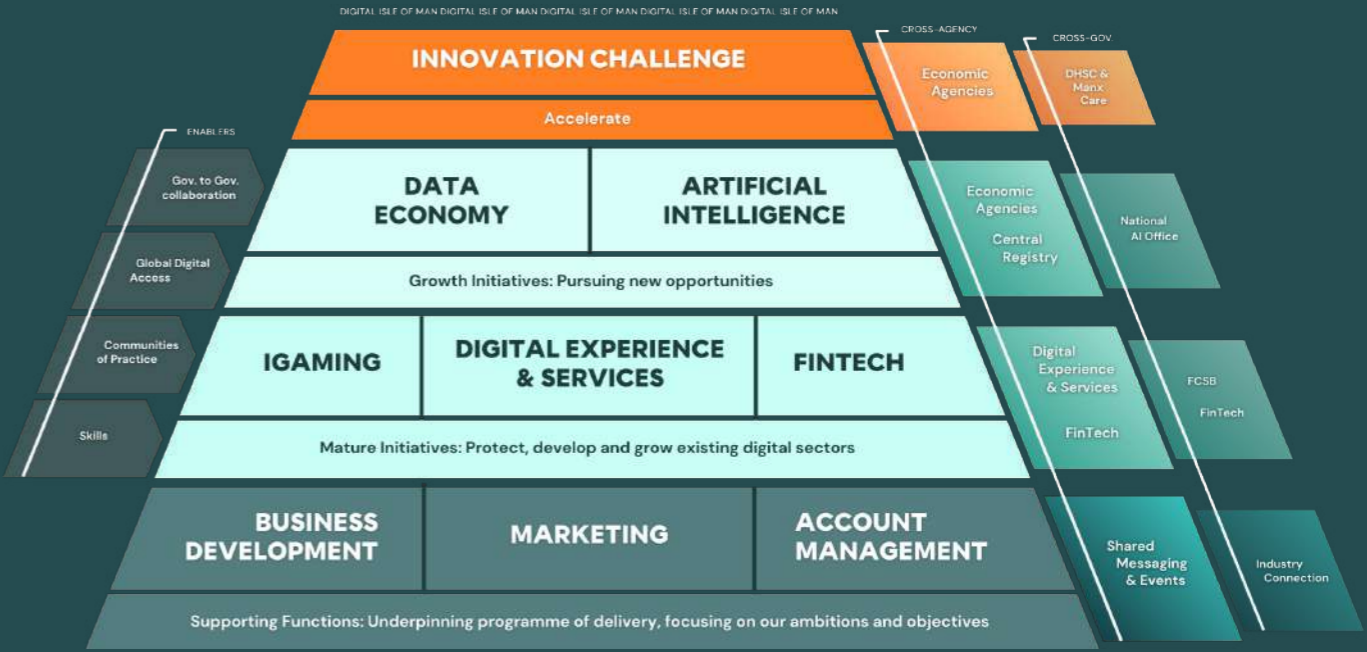 DIGITAL ISLE OF MAN DIGITAL ISLE OF MAN DIGITAL ISLE OF MAN DIGITAL ISLE OF MAN DIGITAL ISLE OF MAN
CROSS-AGENCY
CROSS-GOV.
INNOVATION CHALLENGE
Accelerate
Economic
Agencies
DHSC &
Manx
Care
ENABLERS
Gov. to Gov.
collaboration
Global Digital
Access
Communities
of Practice
Skills
DATA
ECONOMY
ARTIFICIAL
INTELLIGENCE
Growth Initiatives: Pursuing new opportunities
Economic
Agencies
Central
Registry
National
AI Office
IGAMING
DIGITAL EXPERIENCE
& SERVICES
FINTECH
Mature Initiatives: Protect, develop and grow existing digital sectors
Digital
Experience
& Services
FinTech
FCSB
FinTech
BUSINESS
DEVELOPMENT
MARKETING
ACCOUNT
MANAGEMENT
Supporting Functions: Underpinning programme of delivery, focusing on our ambitions and objectives
Shared
Messaging
& Events
Industry
Connection